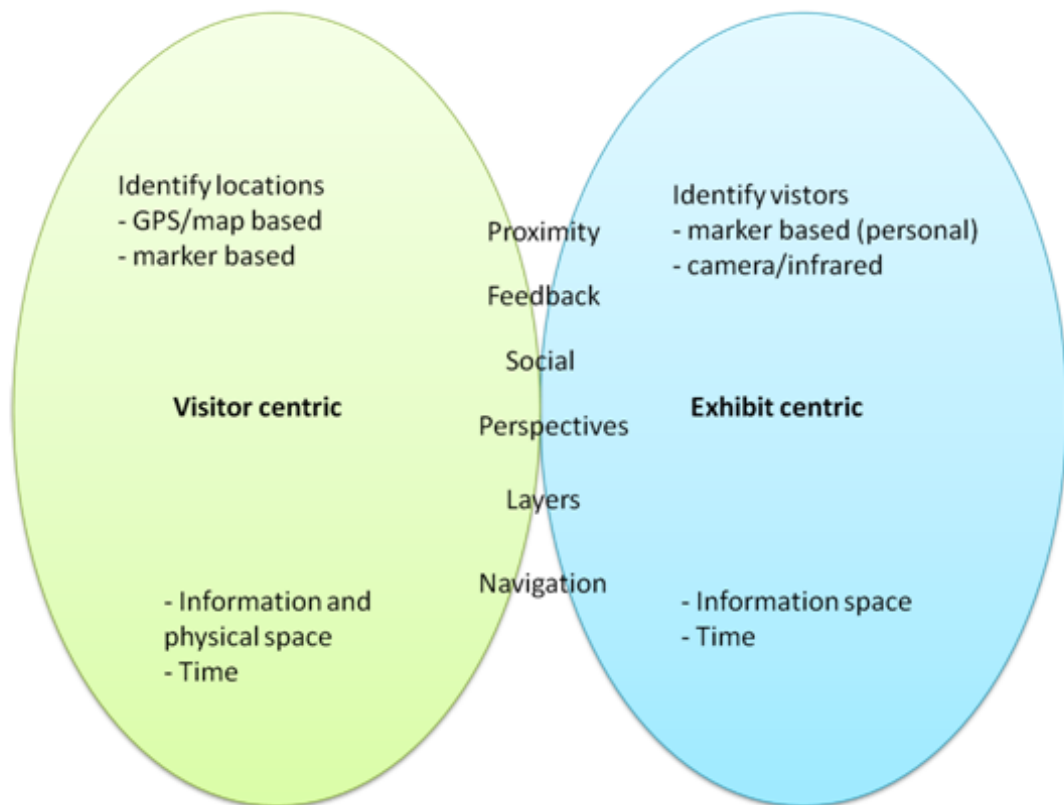 Identify locations
- GPS/map based
- marker based
Visitor centric
- Information and
physical space
- Time
Proximity
Feedback
Social
Perspectives
Layers
Navigation
Identify vistors
- marker based (personal)
- camera/infrared
Exhibit centric
- Information space
- Time